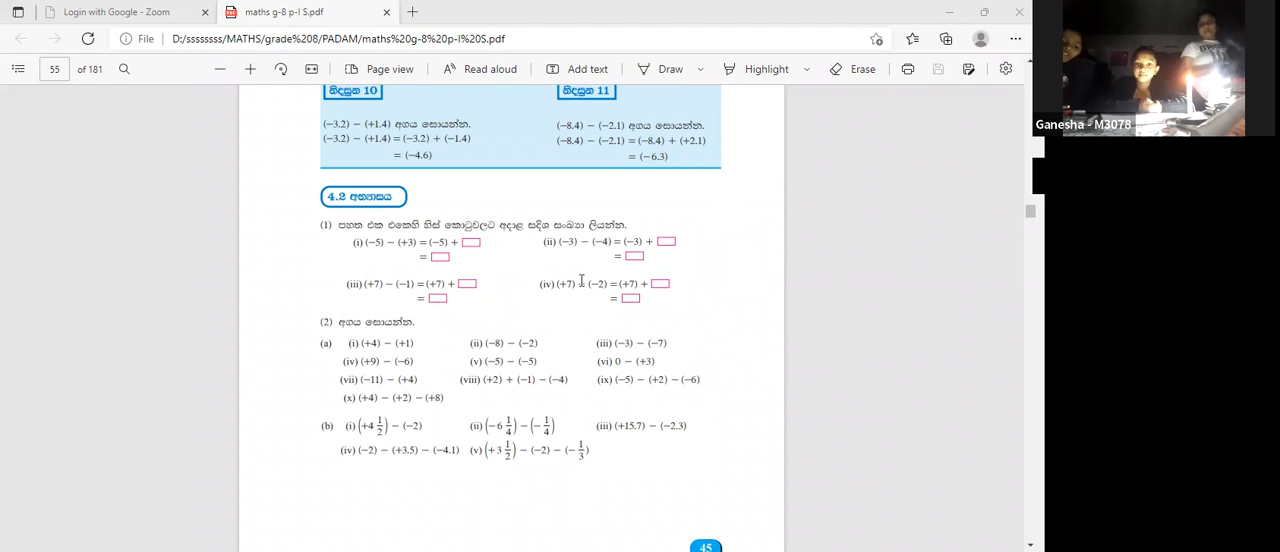 Login with Google - Zoom
maths g-8 p-I S.pdf
File
D:/ssssssss/MATHS/grade%208/PADAM/maths%20g-8%20p-I%20S.pdf
55 of 181
Page view
Read aloud
Add text
Draw
Highlight
Erase
Ganesha - M3078
නිදසුන 10
නිදසුන 11
(−3.2) − (+1.4) අගය සොයන්න.
(−3.2) − (+1.4) = (−3.2) + (−1.4)
= (−4.6)
(−8.4) − (−2.1) අගය සොයන්න.
(−8.4) − (−2.1) = (−8.4) + (+2.1)
= (−6.3)
4.2 අභ්‍යාසය
(1) පහත එක එකෙහි හිස් කොටුවලට අදාළ සදිශ සංඛ්‍යා ලියන්න.
(i) (−5) − (+3) = (−5) +
=
(ii) (−3) − (−4) = (−3) +
=
(iii) (+7) − (−1) = (+7) +
=
(iv) (+7) (−2) = (+7) +
=
(2) අගය සොයන්න.
(a) (i) (+4) − (+1) (ii) (−8) − (−2) (iii) (−3) − (−7)
(iv) (+9) − (−6) (v) (−5) − (−5) (vi) 0 − (+3)
(vii) (−11) − (+4) (viii) (+2) + (−1) − (−4) (ix) (−5) − (+2) − (−6)
(x) (+4) − (+2) − (+8)
(b) (i) (+4 1/2) − (−2) (ii) (−6 1/4) − (−1/4) (iii) (+15.7) − (−2.3)
(iv) (−2) − (+3.5) − (−4.1) (v) (+3 1/2) − (−2) − (−1/3)
45